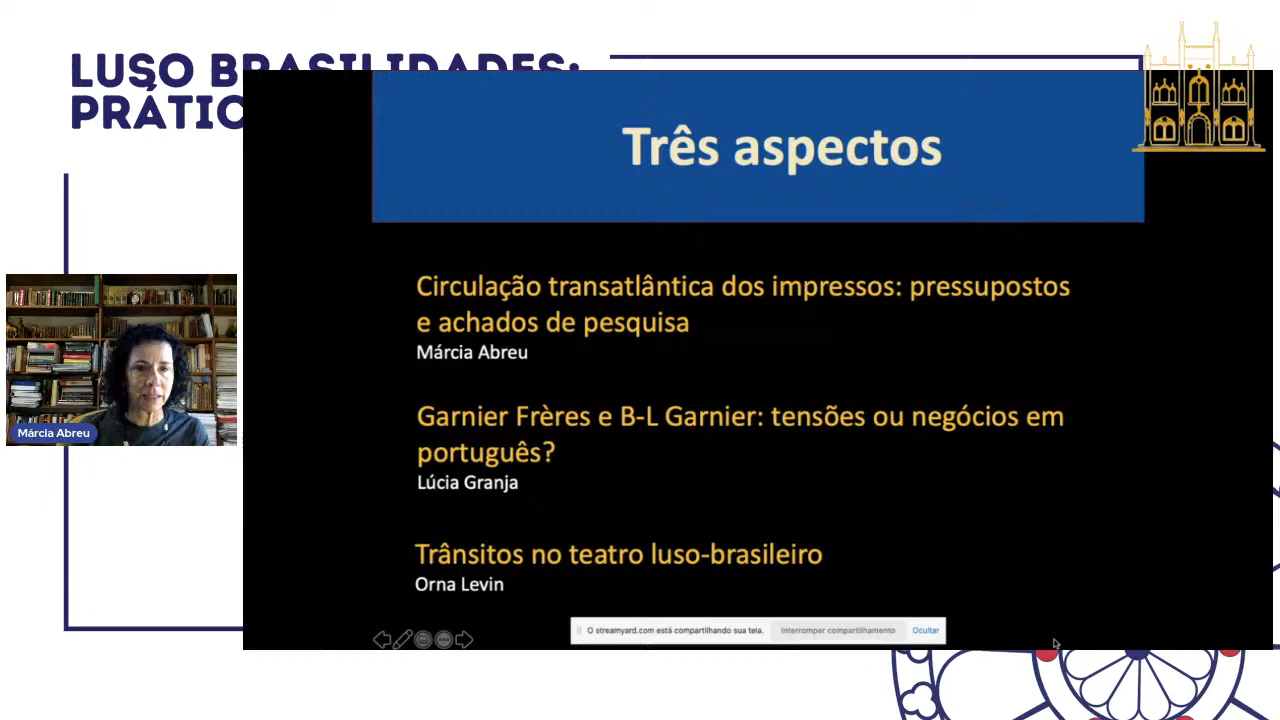 LUSO BRASILIDADES:
PRÁTIC
Três aspectos
Circulação transatlântica dos impressos: pressupostos
e achados de pesquisa
Márcia Abreu
Garnier Frères e B-L Garnier: tensões ou negócios em
português?
Lúcia Granja
Trânsitos no teatro luso-brasileiro
Orna Levin
Márcia Abreu
O streamyard.com está compartilhando sua tela. Interromper compartilhamento Ocultar